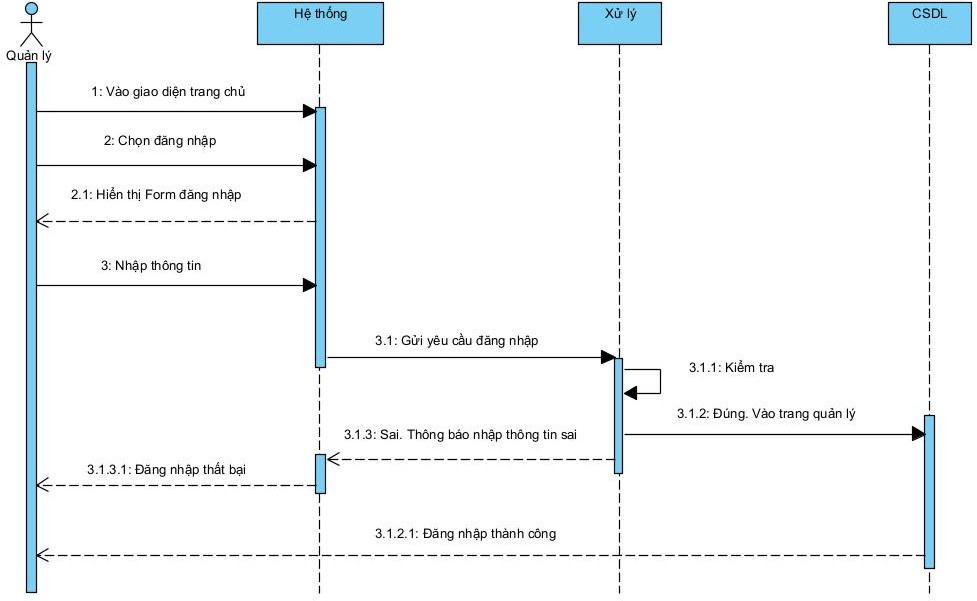 Hệ thống
Xử lý
CSDL
Quản lý
1: Vào giao diện trang chủ
2: Chọn đăng nhập
2.1: Hiển thị Form đăng nhập
3: Nhập thông tin
3.1: Gửi yêu cầu đăng nhập
3.1.1: Kiểm tra
3.1.2: Đúng. Vào trang quản lý
3.1.3: Sai. Thông báo nhập thông tin sai
3.1.3.1: Đăng nhập thất bại
3.1.2.1: Đăng nhập thành công